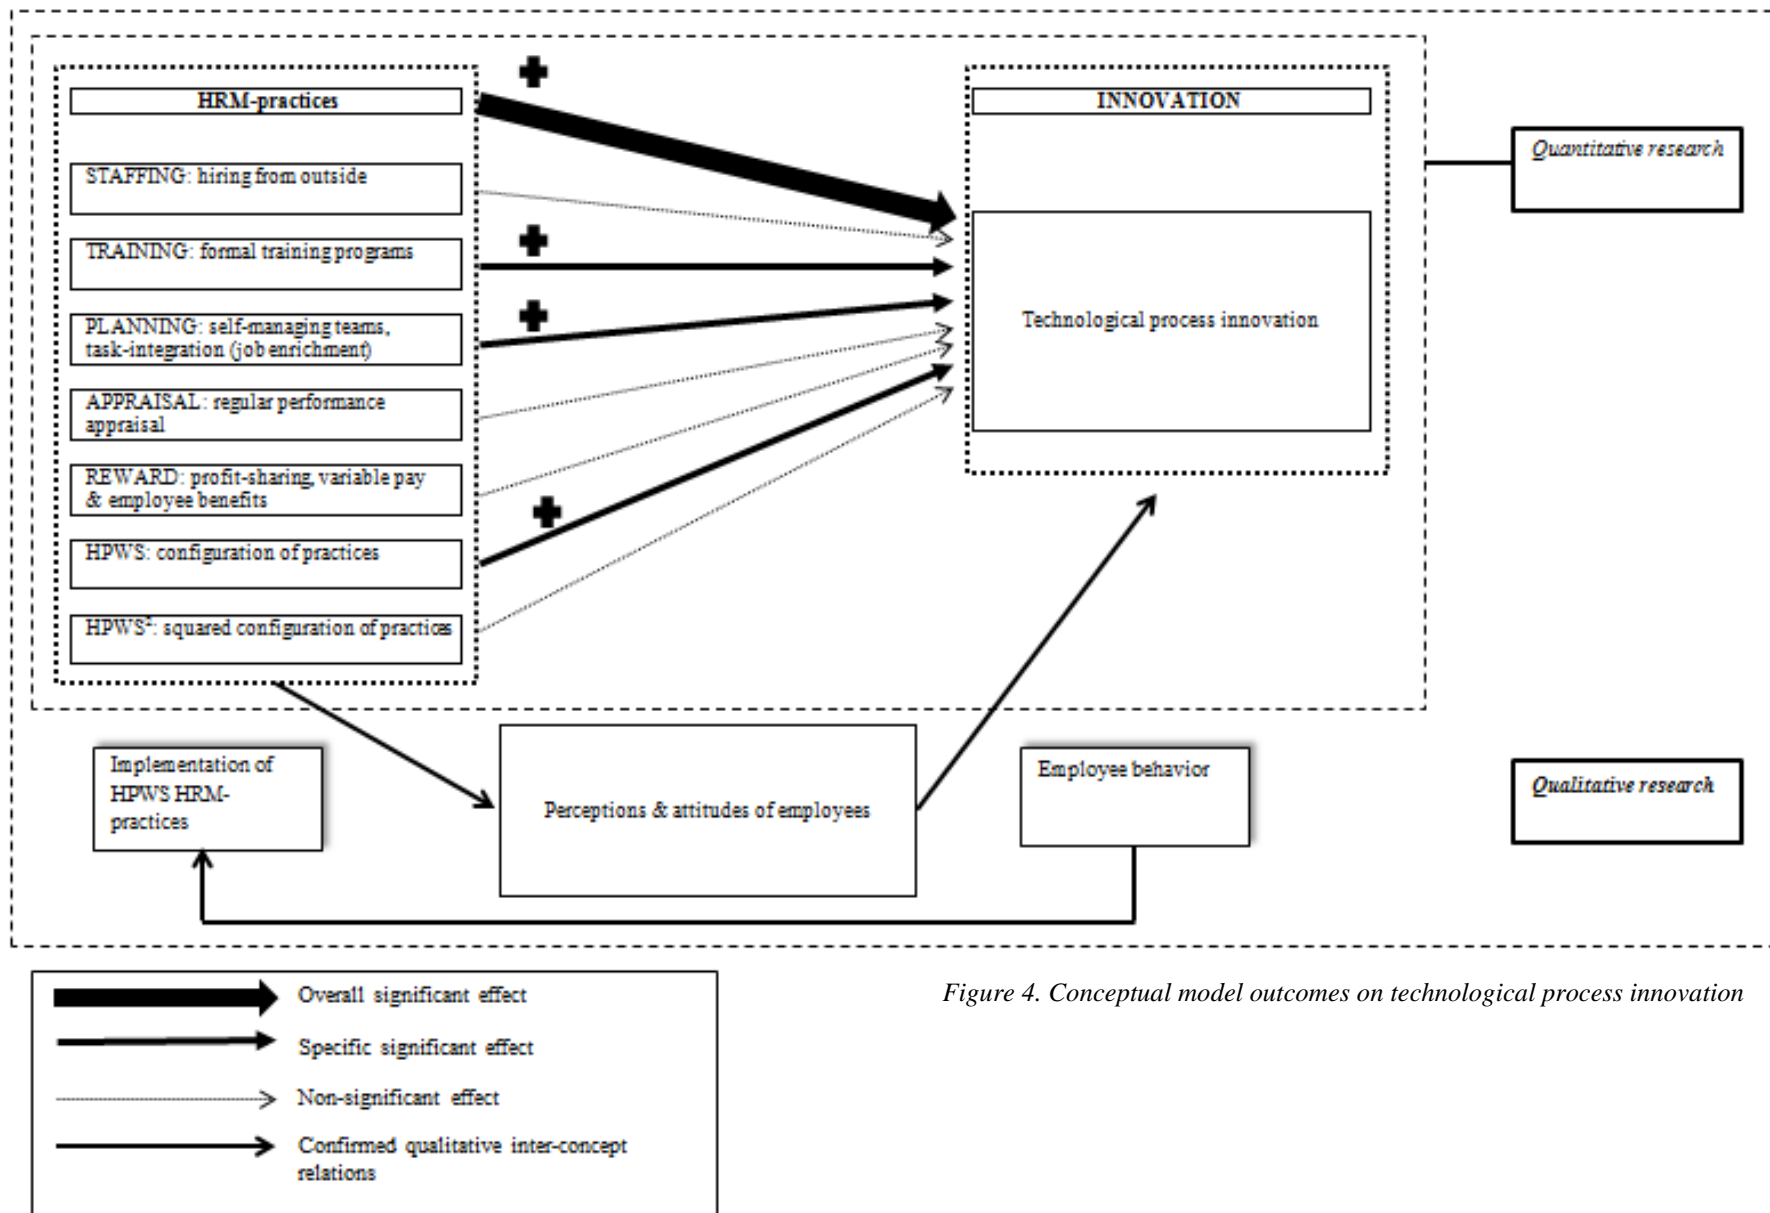 HRM-practices
STAFFING: hiring from outside
TRAINING: formal training programs
PLANNING: self-managing teams,
task-integration (job enrichment)
APPRAISAL: regular performance
appraisal
REWARD: profit-sharing, variable pay
& employee benefits
HPWS: configuration of practices
HPWS²: squared configuration of practices
INNOVATION
Technological process innovation
Quantitative research
Implementation of
HPWS HRM-
practices
Perceptions & attitudes of employees
Employee behavior
Qualitative research
Overall significant effect
Specific significant effect
Non-significant effect
Confirmed qualitative inter-concept
relations
Figure 4. Conceptual model outcomes on technological process innovation